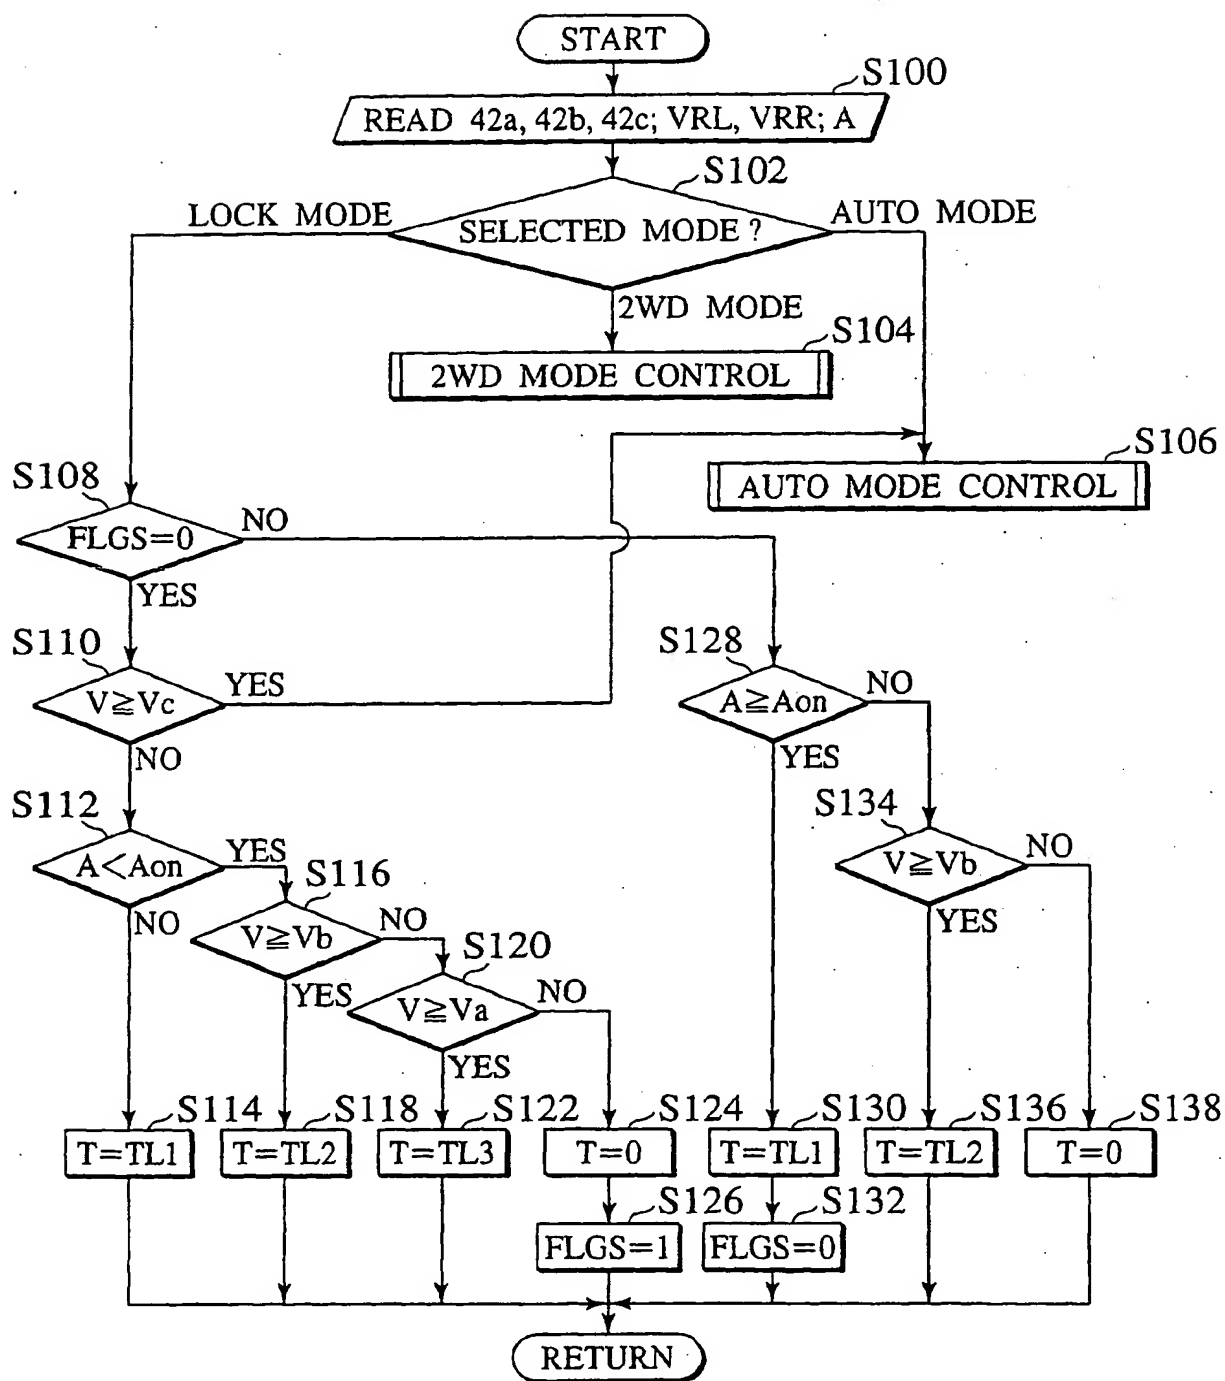 START
S100
READ 42a, 42b, 42c; VRL, VRR; A
S102
LOCK MODE
SELECTED MODE ?
AUTO MODE
2WD MODE
S104
2WD MODE CONTROL
S106
AUTO MODE CONTROL
S108
FLGS=0
NO
YES
S110
V≧Vc
YES
NO
S128
A≧Aon
NO
YES
S112
A<Aon
YES
NO
S116
V≧Vb
NO
YES
S120
V≧Va
NO
YES
S134
V≧Vb
NO
YES
S114
T=TL1
S118
T=TL2
S122
T=TL3
S124
T=0
S130
T=TL1
S136
T=TL2
S138
T=0
S126
FLGS=1
S132
FLGS=0
RETURN